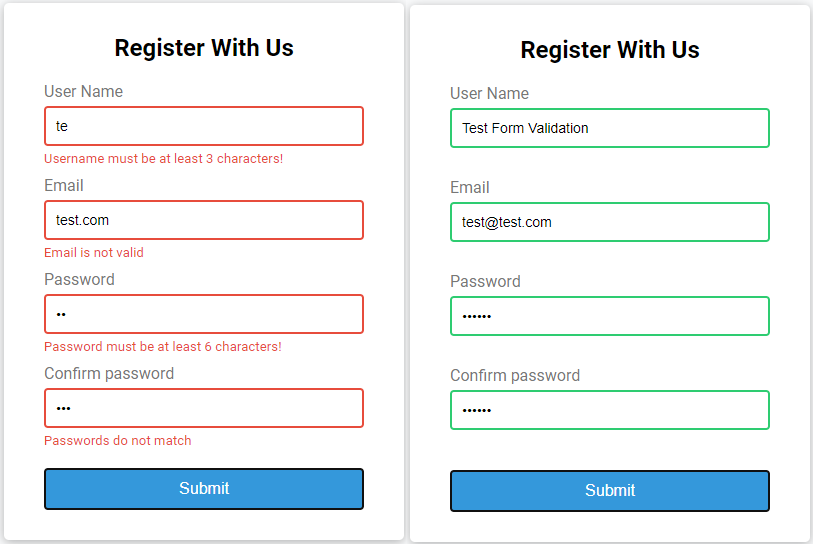 Register With Us
User Name
te
Username must be at least 3 characters!
Email
test.com
Email is not valid
Password
••
Password must be at least 6 characters!
Confirm password
•••
Passwords do not match
Submit
Register With Us
User Name
Test Form Validation
Email
test@test.com
Password
••••••
Confirm password
••••••
Submit